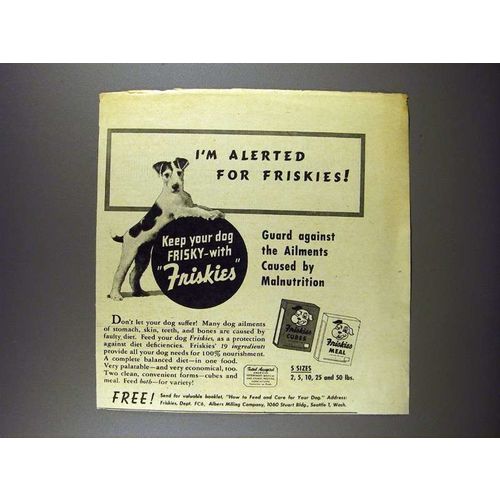 I'M ALERTED
FOR FRISKIES!
Keep your dog
FRISKY-with
"Friskies"
Guard against
the Ailments
Caused by
Malnutrition
Friskies
CUBES
Friskies
MEAL
Don't let your dog suffer! Many dog ailments
of stomach, skin, teeth, and bones are caused by
faulty diet. Feed your dog Friskies, as a protection
against diet deficiencies. Friskies' 19 ingredients
provide all your dog needs for 100% nourishment.
A complete balanced diet—in one food.
Very palatable—and very economical, too.
Two clean, convenient forms—cubes and
meal. Feed both—for variety!
5 SIZES
2, 5, 10, 25 and 50 lbs.
FREE! Send for valuable booklet, "How to Feed and Care for Your Dog." Address:
Friskies, Dept. FC6, Albers Milling Company, 1060 Stuart Bldg., Seattle 1, Wash.